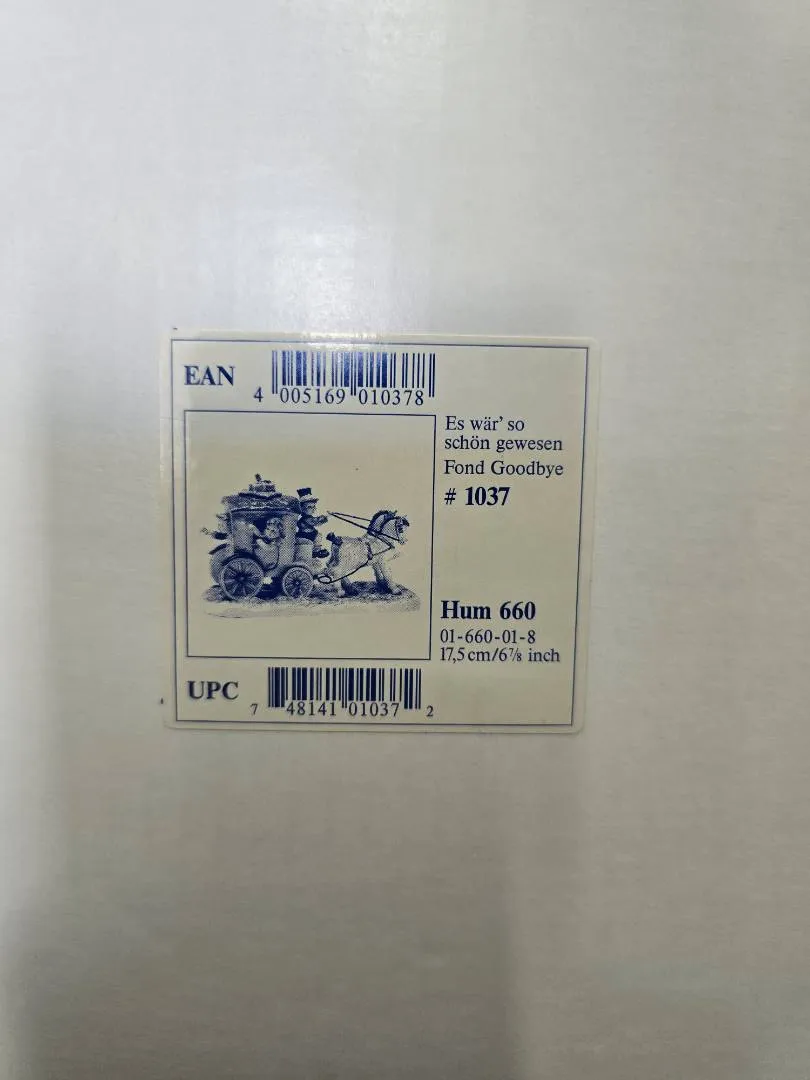 EAN
4 005169 010378
Es wär' so
schön gewesen
Fond Goodbye
# 1037
Hum 660
01-660-01-8
17,5 cm/6⅞ inch
UPC
7 48141 01037 2